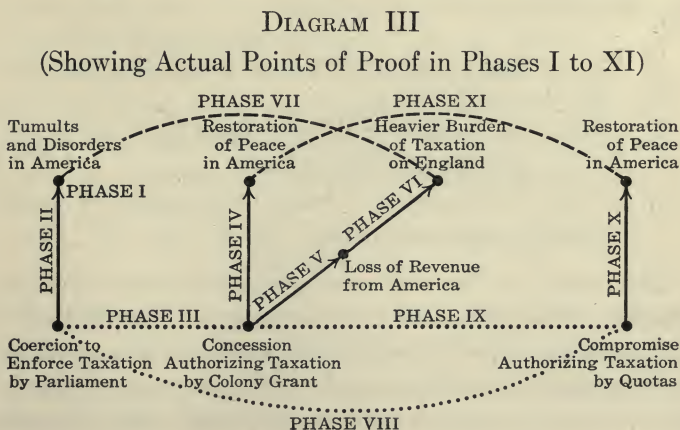 DIAGRAM III
(Showing Actual Points of Proof in Phases I to XI)
PHASE VII
PHASE XI
Tumults
and Disorders
in America
Restoration
of Peace
in America
Heavier Burden
of Taxation
on England
Restoration
of Peace
in America
PHASE I
PHASE II
PHASE IV
PHASE V
PHASE VI
PHASE X
Loss of Revenue
from America
PHASE III
PHASE IX
Coercion to
Enforce Taxation
by Parliament
Concession
Authorizing Taxation
by Colony Grant
Compromise
Authorizing Taxation
by Quotas
PHASE VIII